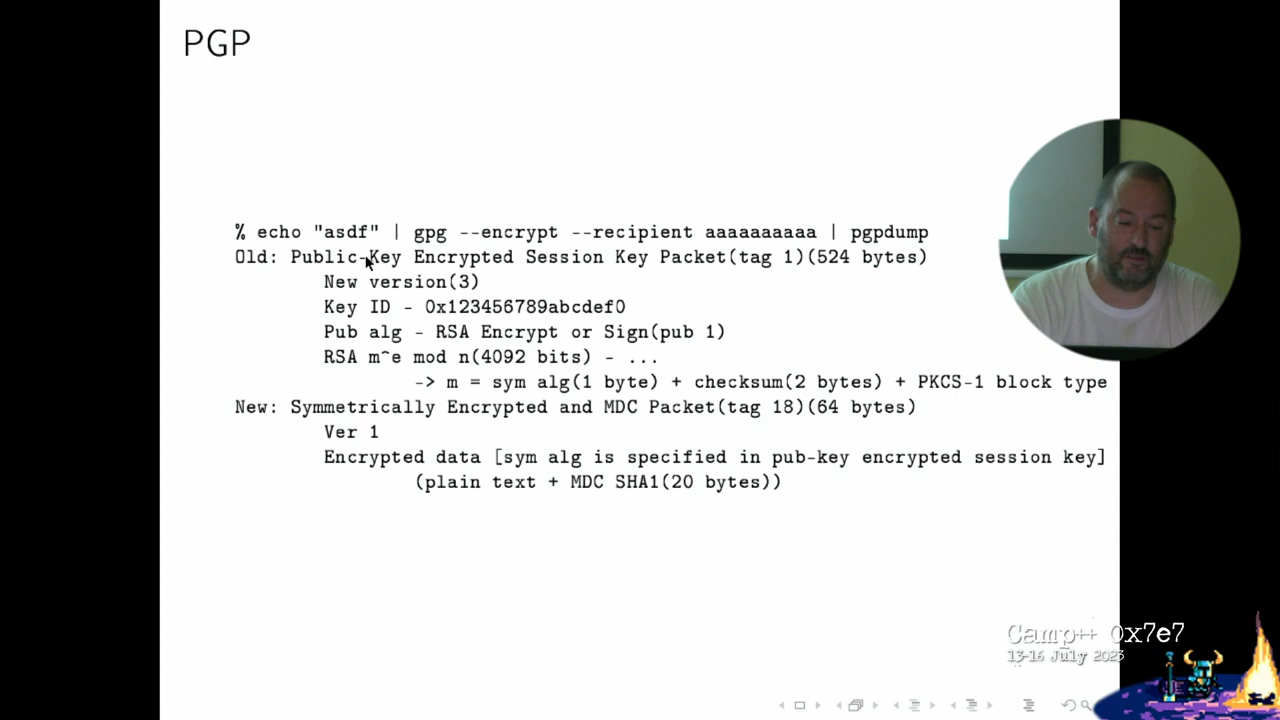 PGP
% echo "asdf" | gpg --encrypt --recipient aaaaaaaaaa | pgpdump
Old: Public-Key Encrypted Session Key Packet(tag 1)(524 bytes)
New version(3)
Key ID - 0x123456789abcdef0
Pub alg - RSA Encrypt or Sign(pub 1)
RSA m^e mod n(4092 bits) - ...
-> m = sym alg(1 byte) + checksum(2 bytes) + PKCS-1 block type
New: Symmetrically Encrypted and MDC Packet(tag 18)(64 bytes)
Ver 1
Encrypted data [sym alg is specified in pub-key encrypted session key]
(plain text + MDC SHA1(20 bytes))
Camp++ 0x7e7
13-16 July 2023